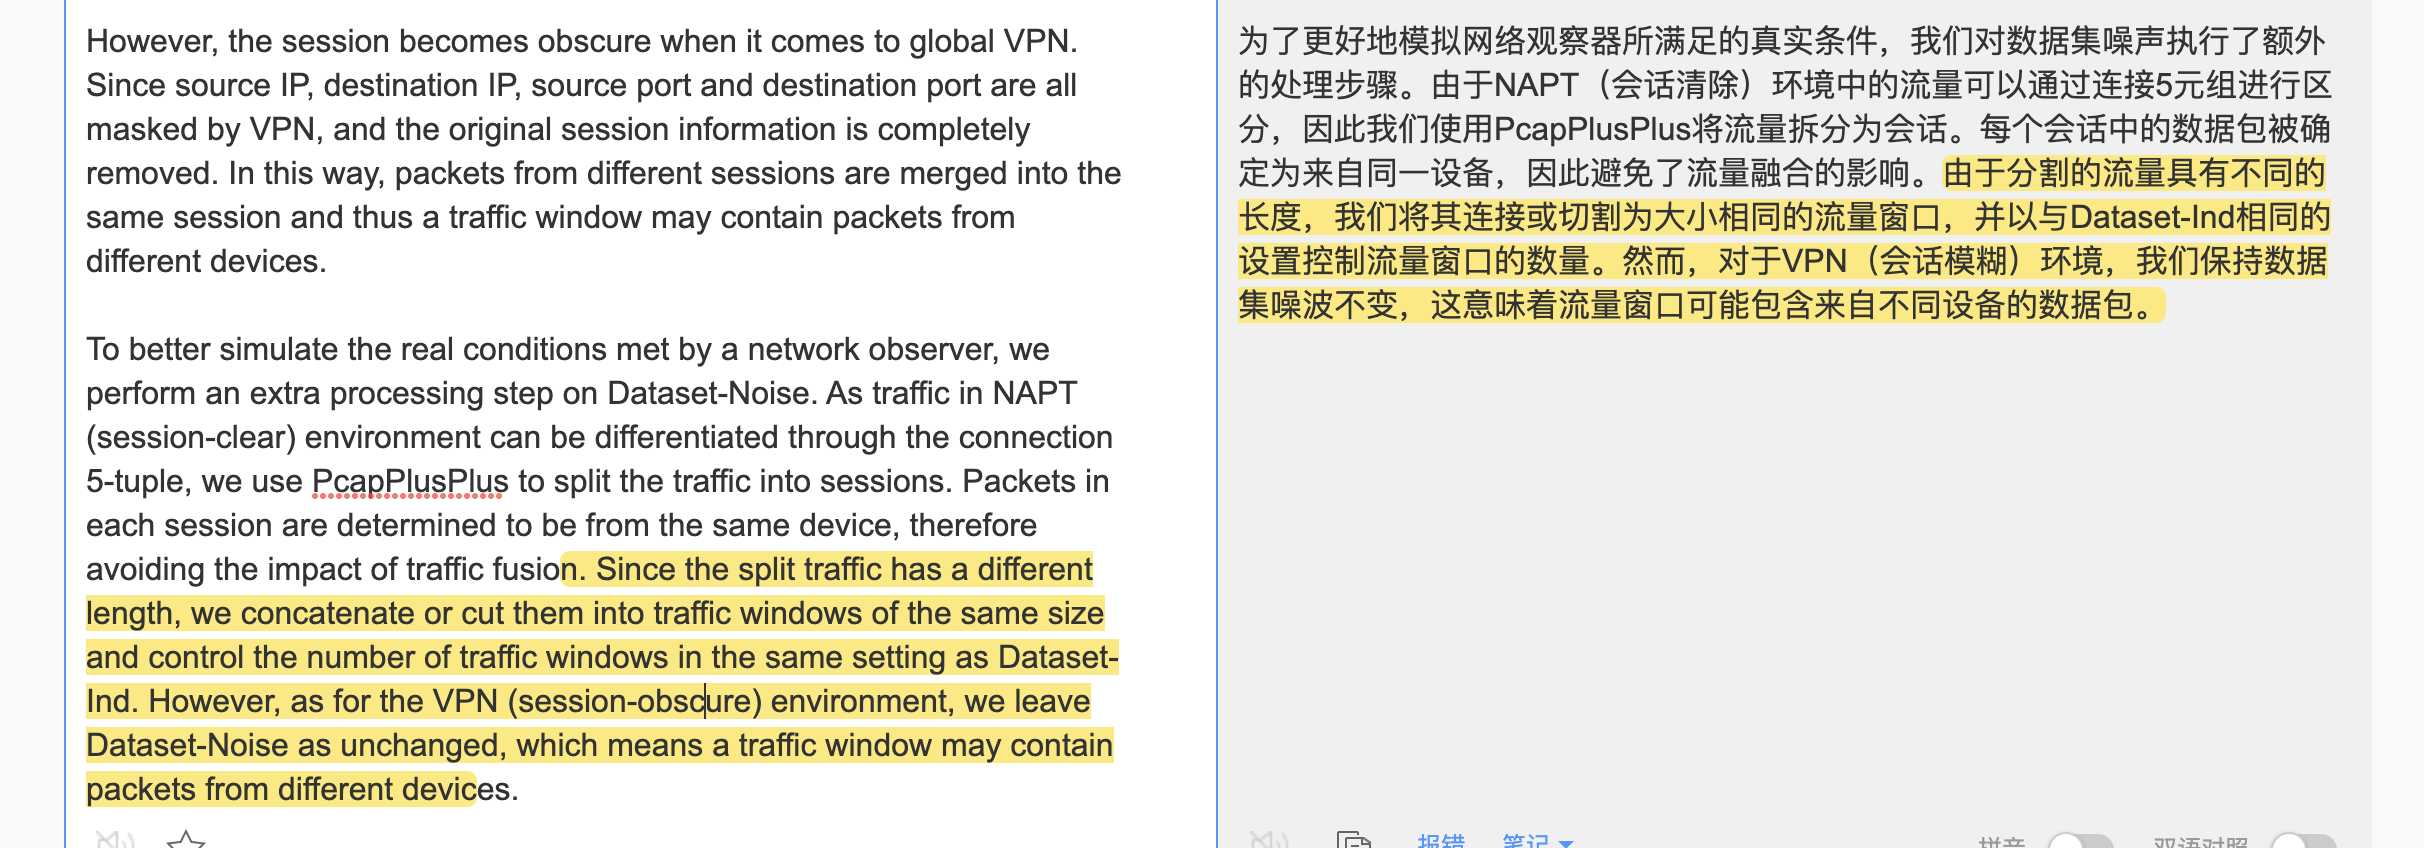 However, the session becomes obscure when it comes to global VPN.
Since source IP, destination IP, source port and destination port are all
masked by VPN, and the original session information is completely
removed. In this way, packets from different sessions are merged into the
same session and thus a traffic window may contain packets from
different devices.
To better simulate the real conditions met by a network observer, we
perform an extra processing step on Dataset-Noise. As traffic in NAPT
(session-clear) environment can be differentiated through the connection
5-tuple, we use PcapPlusPlus to split the traffic into sessions. Packets in
each session are determined to be from the same device, therefore
avoiding the impact of traffic fusion. Since the split traffic has a different
length, we concatenate or cut them into traffic windows of the same size
and control the number of traffic windows in the same setting as Dataset-
Ind. However, as for the VPN (session-obscure) environment, we leave
Dataset-Noise as unchanged, which means a traffic window may contain
packets from different devices.
为了更好地模拟网络观察器所满足的真实条件，我们对数据集噪声执行了额外
的处理步骤。由于NAPT（会话清除）环境中的流量可以通过连接5元组进行区
分，因此我们使用PcapPlusPlus将流量拆分为会话。每个会话中的数据包被确
定为来自同一设备，因此避免了流量融合的影响。由于分割的流量具有不同的
长度，我们将其连接或切割为大小相同的流量窗口，并以与Dataset-Ind相同的
设置控制流量窗口的数量。然而，对于VPN（会话模糊）环境，我们保持数据
集噪波不变，这意味着流量窗口可能包含来自不同设备的数据包。
报错 笔记 拼音 双语对照